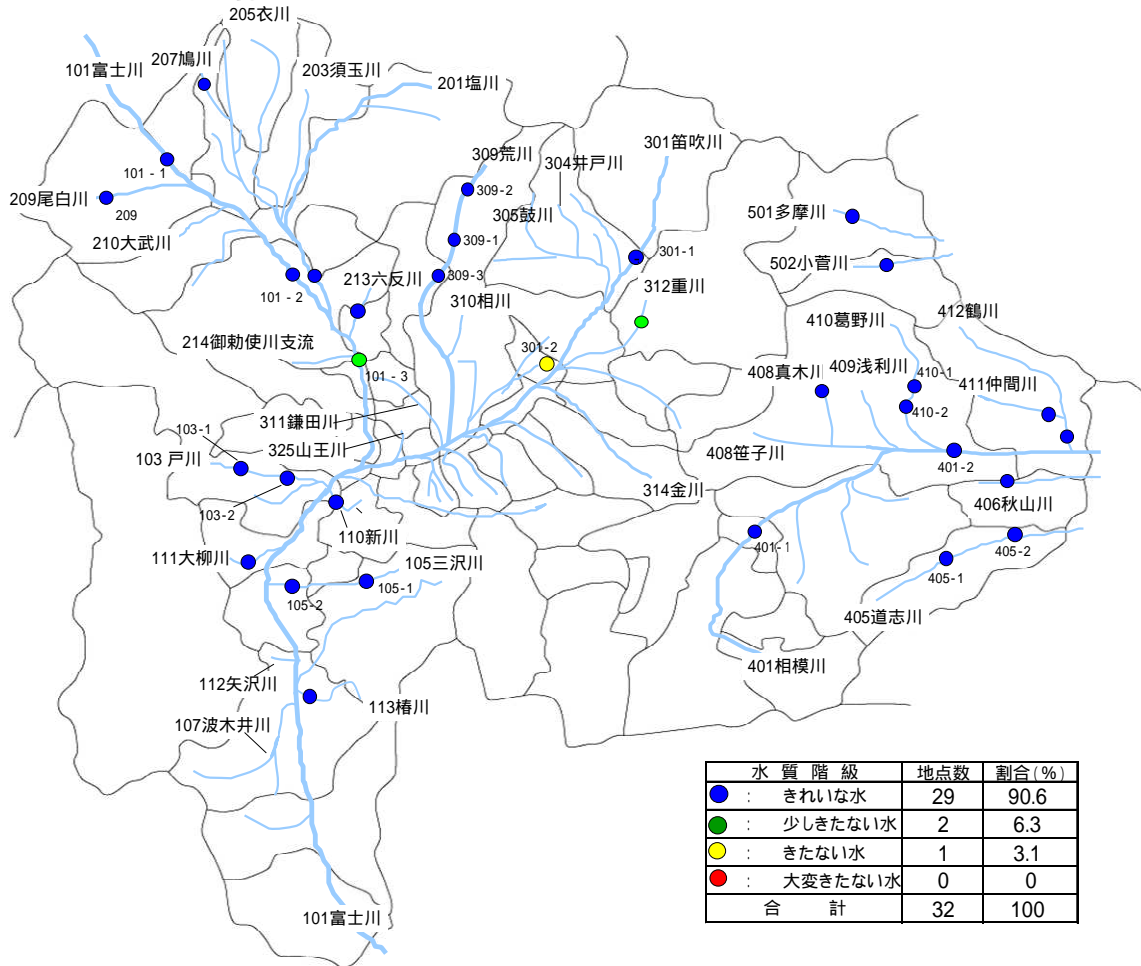 205衣川
207鳩川
101富士川
203須玉川
201塩川
309荒川
304井戸川
301笛吹川
101-1
309-2
209尾白川
209
305鼓川
501多摩川
210大武川
309-1
301-1
502小菅川
101-2
213六反川
309-3
312重川
310相川
412鶴川
410葛野川
214御勅使川支流
301-2
101-3
408真木川
409浅利川
410-1
411仲間川
410-2
311鎌田川
103-1
325山王川
103 戸川
408笹子川
401-2
314金川
406秋山川
103-2
110新川
401-1
405-2
111大柳川
105三沢川
105-1
405-1
105-2
405道志川
401相模川
112矢沢川
113椿川
107波木井川
101富士川
水質階級 地点数 割合(%)
: きれいな水 29 90.6
: 少しきたない水 2 6.3
: きたない水 1 3.1
: 大変きたない水 0 0
合計 32 100